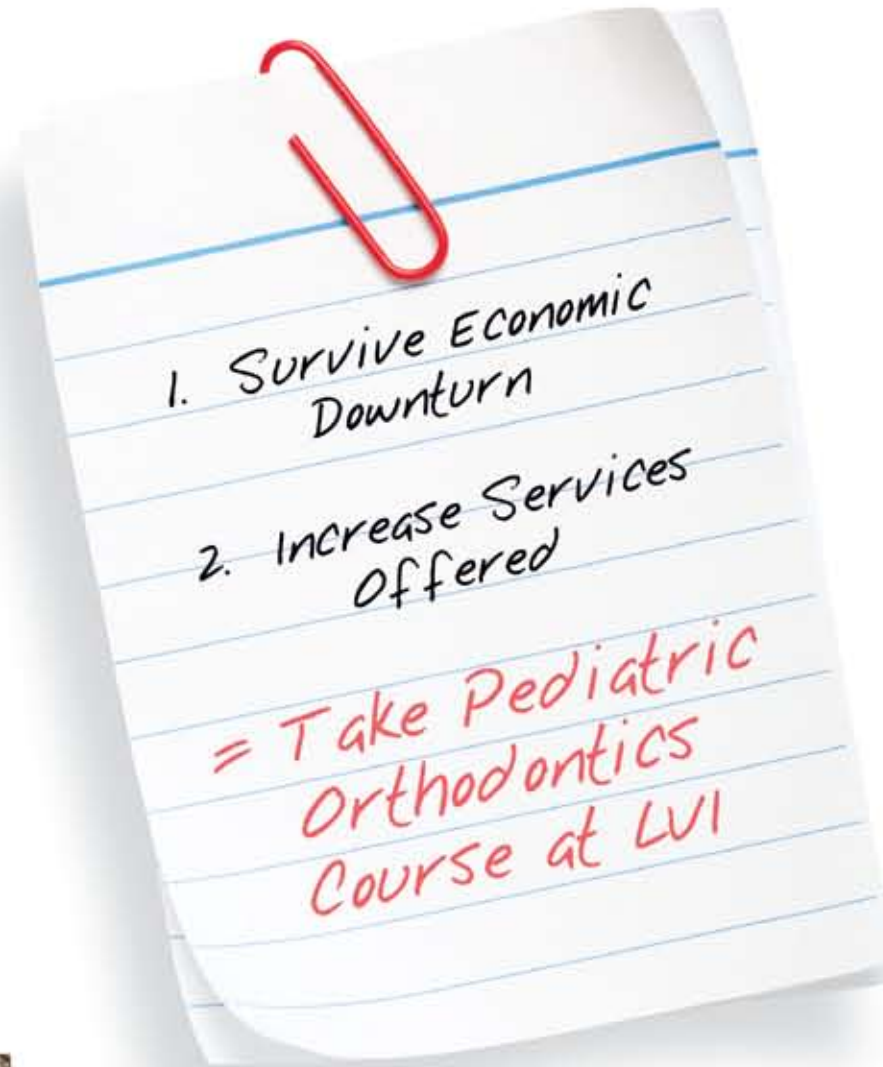 1. Survive Economic
Downturn
2. Increase Services
Offered
= Take Pediatric
Orthodontics
Course at LVI